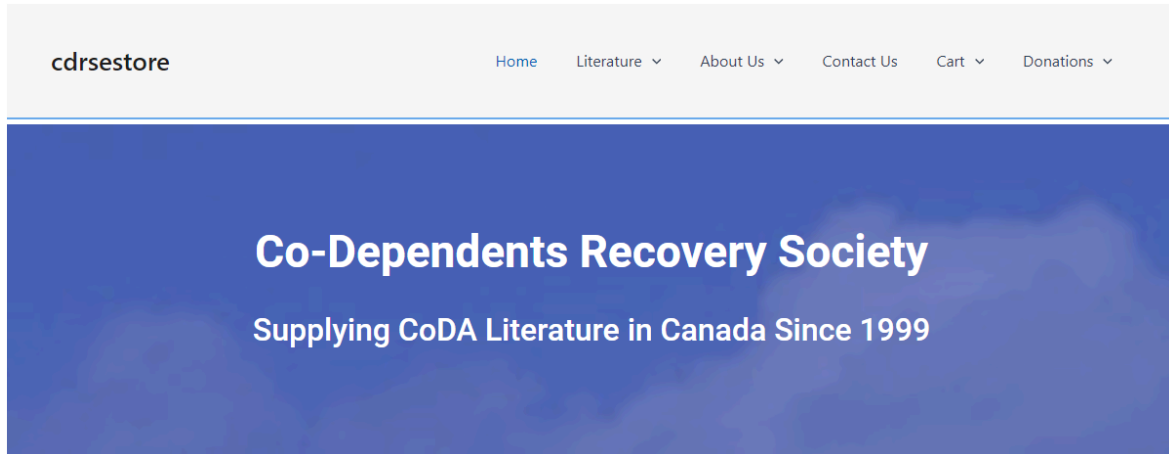 cdrsestore Home Literature About Us Contact Us Cart Donations
Co-Dependents Recovery Society
Supplying CoDA Literature in Canada Since 1999